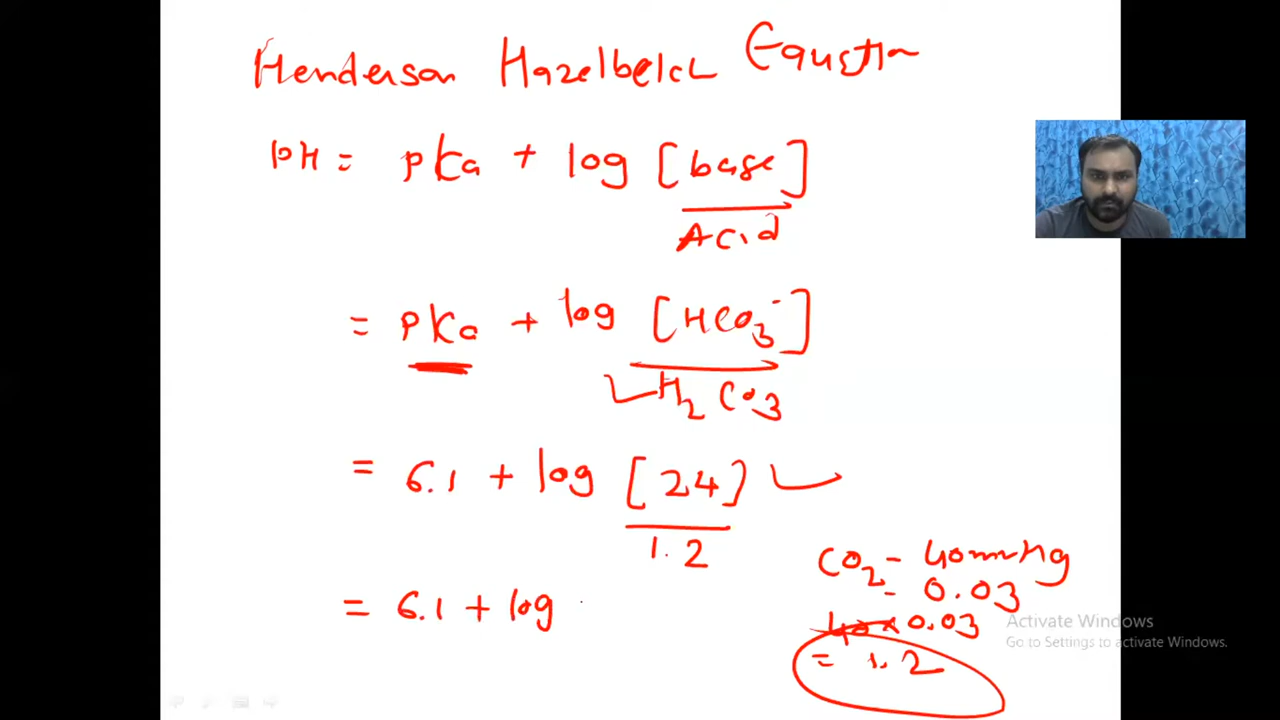 Henderson Hazelbelch Equation
pH = pKa + log [base]
Acid
= pKa + log [HCO3-]
H2CO3
= 6.1 + log [24]
1.2
= 6.1 + log
CO2 - 40mmHg
- 0.03
40 x 0.03
= 1.2
Activate Windows
Go to Settings to activate Windows.